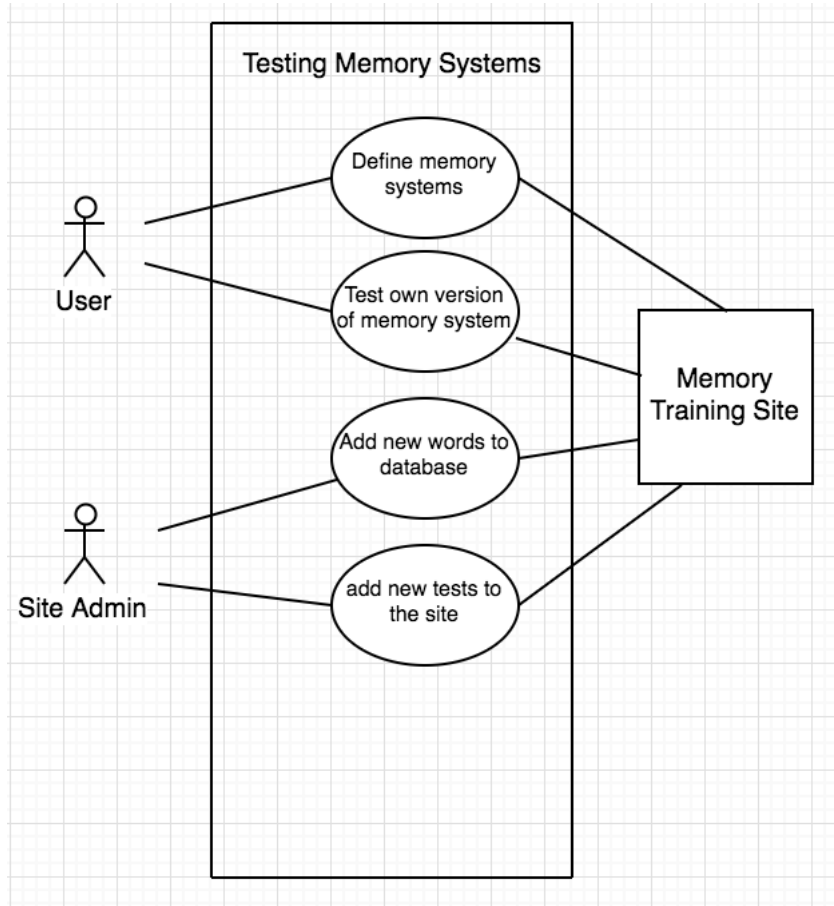 Testing Memory Systems
Define memory
systems
User
Test own version
of memory system
Memory
Training Site
Add new words to
database
Site Admin
add new tests to
the site